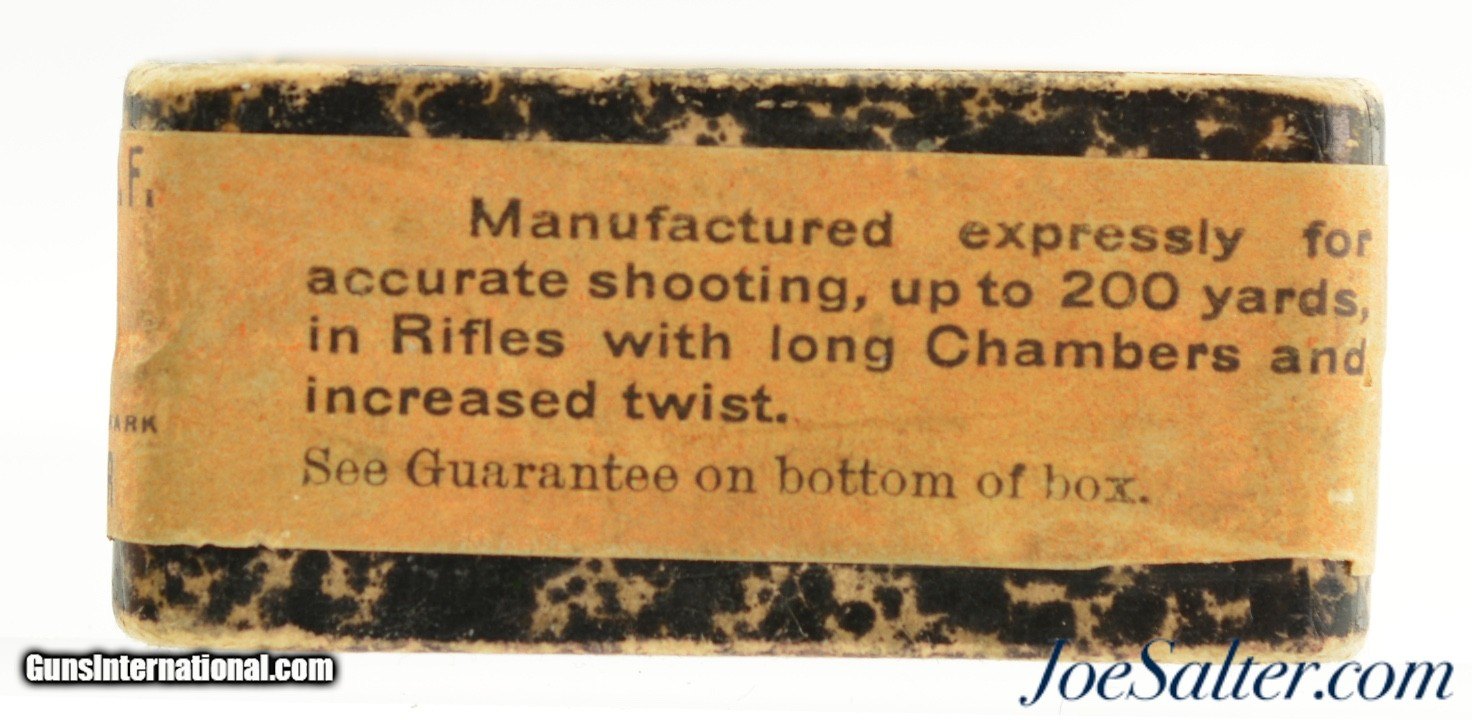 F.
Manufactured expressly for
accurate shooting, up to 200 yards,
in Rifles with long Chambers and
increased twist.
ARK
See Guarantee on bottom of box.
GunsInternational.com
JoeSalter.com